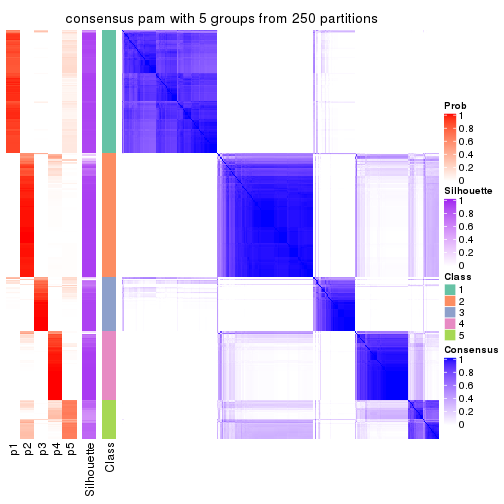 consensus pam with 5 groups from 250 partitions
Prob
1
0.8
0.6
0.4
0.2
0
Silhouette
1
0.8
0.6
0.4
0.2
0
Class
1
2
3
4
5
Consensus
1
0.8
0.6
0.4
0.2
0
p1
p2
p3
p4
p5
Silhouette
Class